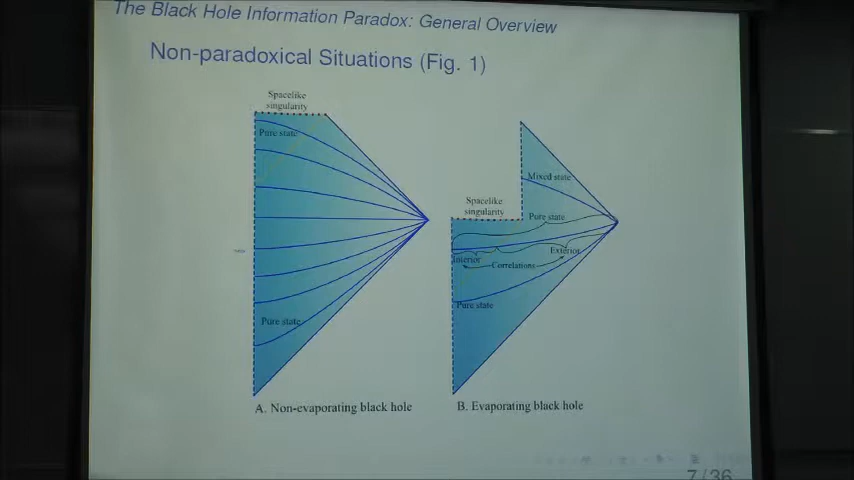 The Black Hole Information Paradox: General Overview
Non-paradoxical Situations (Fig. 1)
Spacelike
singularity
Pure state
Pure state
A. Non-evaporating black hole
Spacelike
singularity
Mixed state
Pure state
Interior
Exterior
Correlations
Pure state
B. Evaporating black hole
7/36